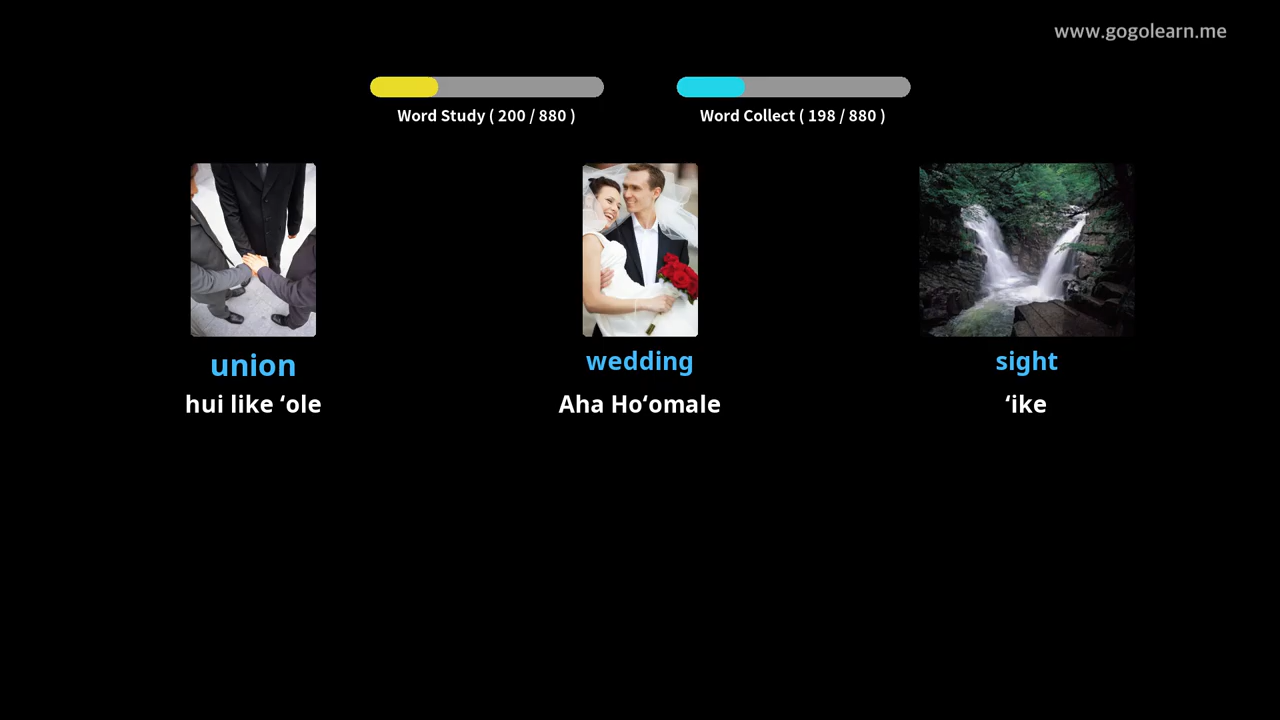 www.gogolearn.me
Word Study ( 200 / 880 )
Word Collect ( 198 / 880 )
union
wedding
sight
hui like ʻole
Aha Hoʻomale
ʻike